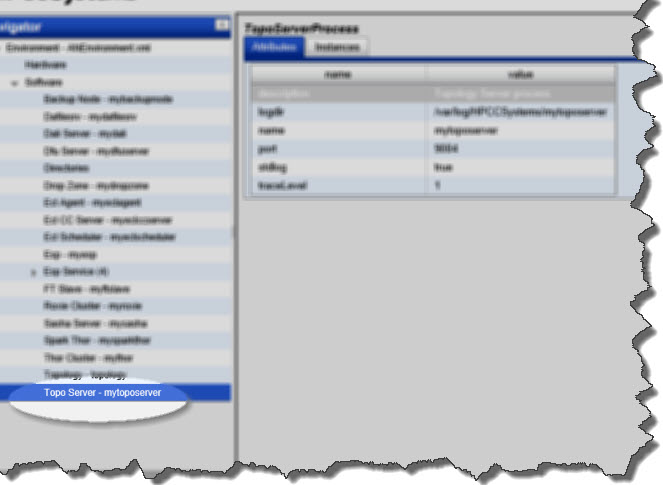 Navigator
Environment -
Hardware
Software
Backup Node - mybackupnode
Dafilesrv - mydafilesrv
Dali Server - mydali
Dfu Server - mydfuserver
Directories
Drop Zone - mydropzone
Ecl Agent - myeclagent
Ecl CC Server - myeclccserver
Ecl Scheduler - myeclscheduler
Esp - myesp
Esp Service (4)
FT Slave - myftslave
Roxie Cluster - myroxie
Sasha Server - mysasha
Spark Thor - mysparkthor
Thor Cluster - mythor
Topology - topology
Topo Server - mytoposerver
TopoServerProcess
Attributes Instances
name value
description Topology Server process
logdir /var/log/HPCCSystems/mytoposerver
name mytoposerver
port 9004
stdlog true
traceLevel 1